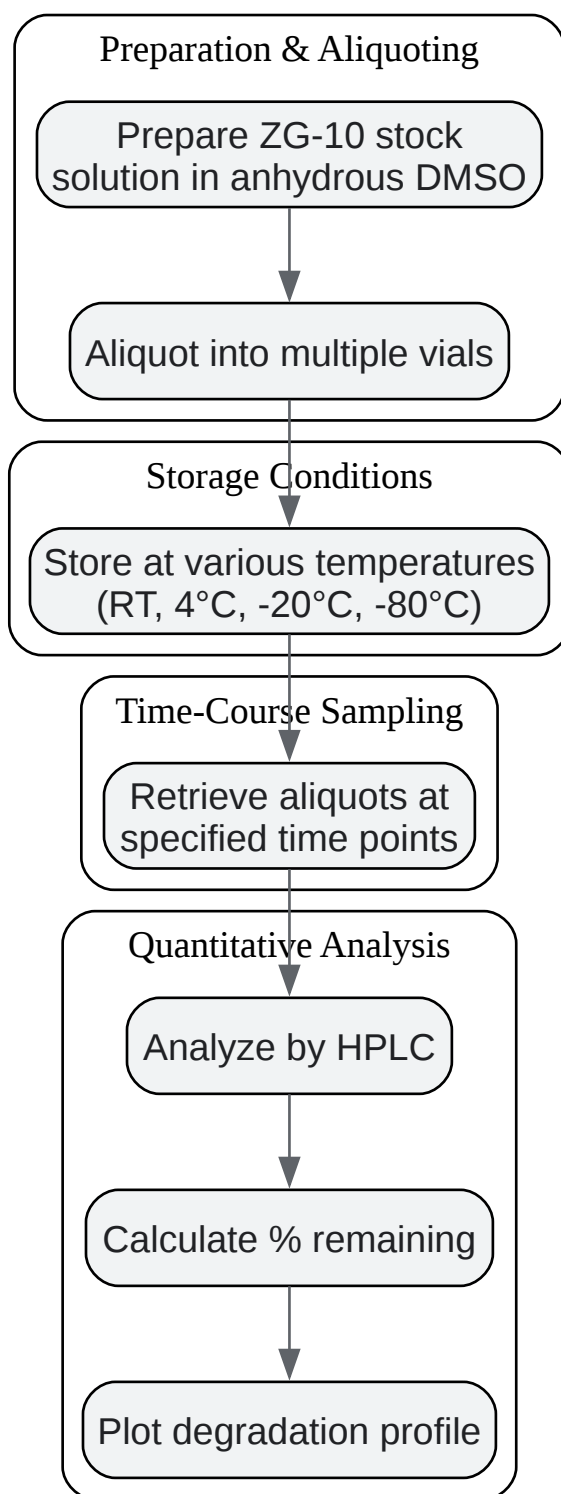 Preparation & Aliquoting
Prepare ZG-10 stock
solution in anhydrous DMSO
Aliquot into multiple vials
Storage Conditions
Store at various temperatures
(RT, 4°C, -20°C, -80°C)
Time-Course Sampling
Retrieve aliquots at
specified time points
Quantitative Analysis
Analyze by HPLC
Calculate % remaining
Plot degradation profile